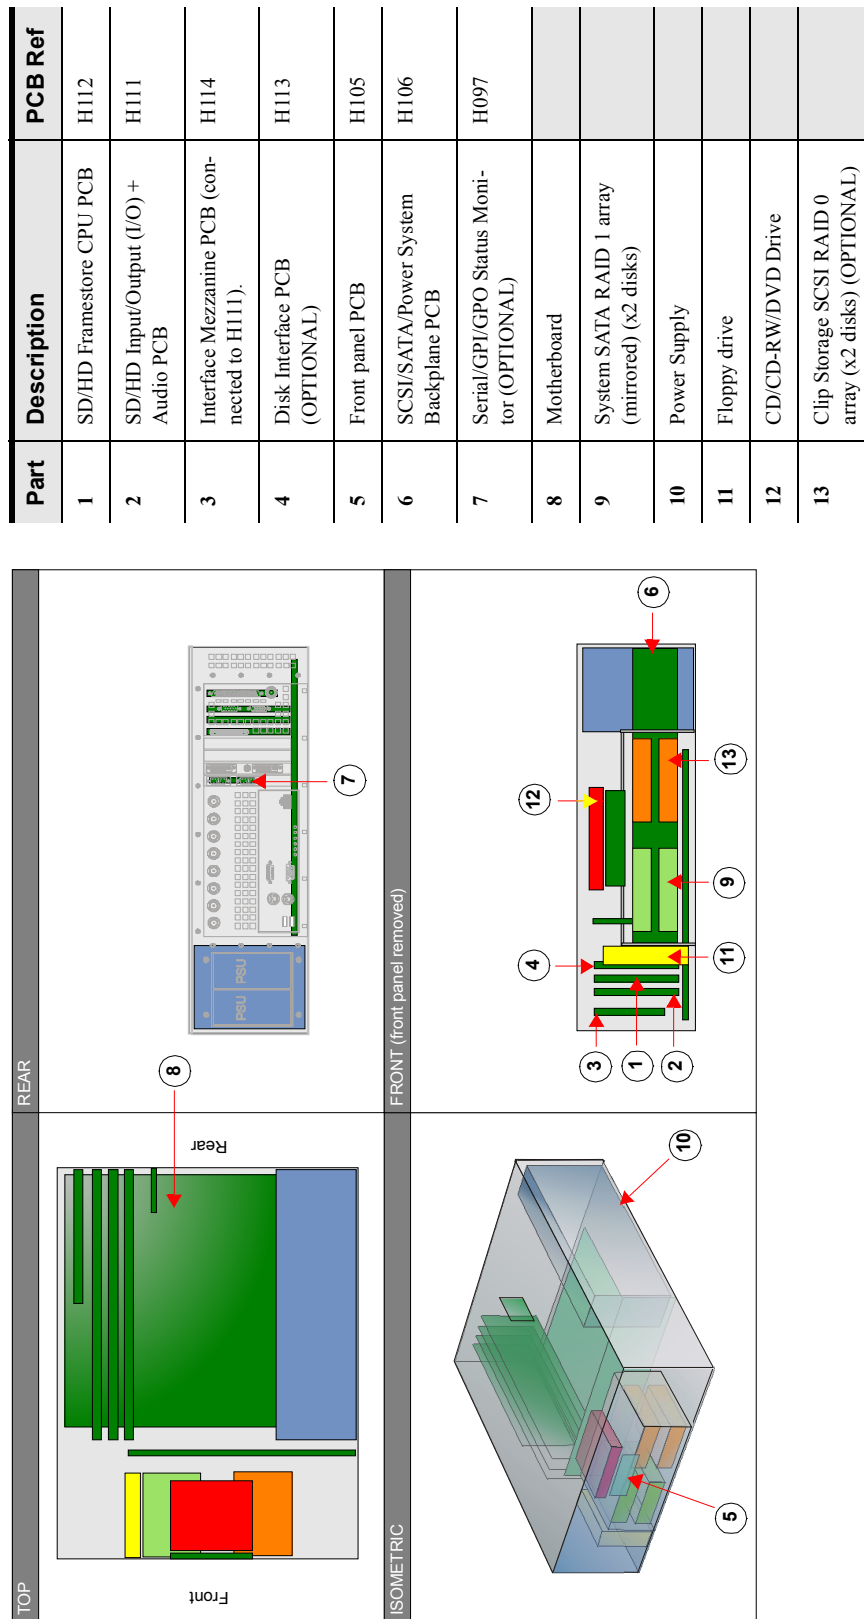 TOP
Front
Rear
8
REAR
PSU
PSU
7
ISOMETRIC
5
10
FRONT (front panel removed)
3
1
2
4
11
9
12
13
6
Part Description PCB Ref
1 SD/HD Framestore CPU PCB H112
2 SD/HD Input/Output (I/O) + H111
Audio PCB
3 Interface Mezzanine PCB (con- H114
nected to H111).
4 Disk Interface PCB H113
(OPTIONAL)
5 Front panel PCB H105
6 SCSI/SATA/Power System H106
Backplane PCB
7 Serial/GPI/GPO Status Moni- H097
tor (OPTIONAL)
8 Motherboard
9 System SATA RAID 1 array
(mirrored) (x2 disks)
10 Power Supply
11 Floppy drive
12 CD/CD-RW/DVD Drive
13 Clip Storage SCSI RAID 0
array (x2 disks) (OPTIONAL)